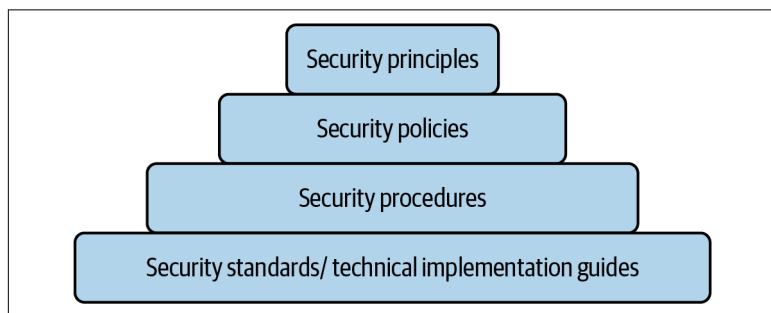 Security principles
Security policies
Security procedures
Security standards/ technical implementation guides